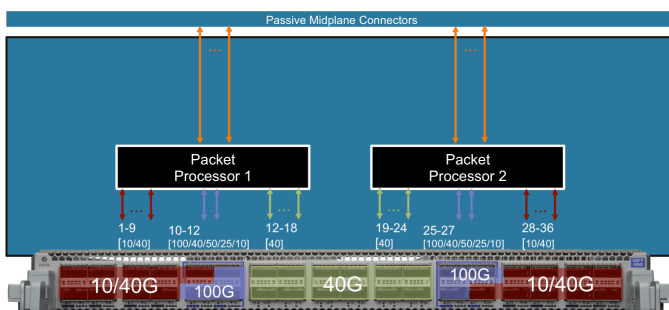 Passive Midplane Connectors
...
...
Packet
Processor 1
Packet
Processor 2
...
...
...
...
1-9
[10/40]
10-12
[100/40/50/25/10]
12-18
[40]
19-24
[40]
25-27
[100/40/50/25/10]
28-36
[10/40]
10/40G
100G
40G
100G
10/40G